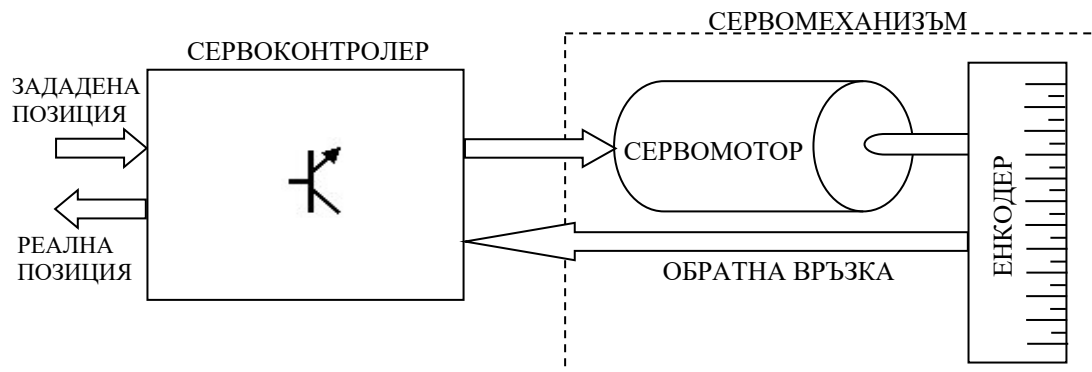 СЕРВОМЕХАНИЗЪМ
СЕРВОКОНТРОЛЕР
ЗАДАДЕНА
ПОЗИЦИЯ
СЕРВОМОТОР
ЕНКОДЕР
РЕАЛНА
ПОЗИЦИЯ
ОБРАТНА ВРЪЗКА